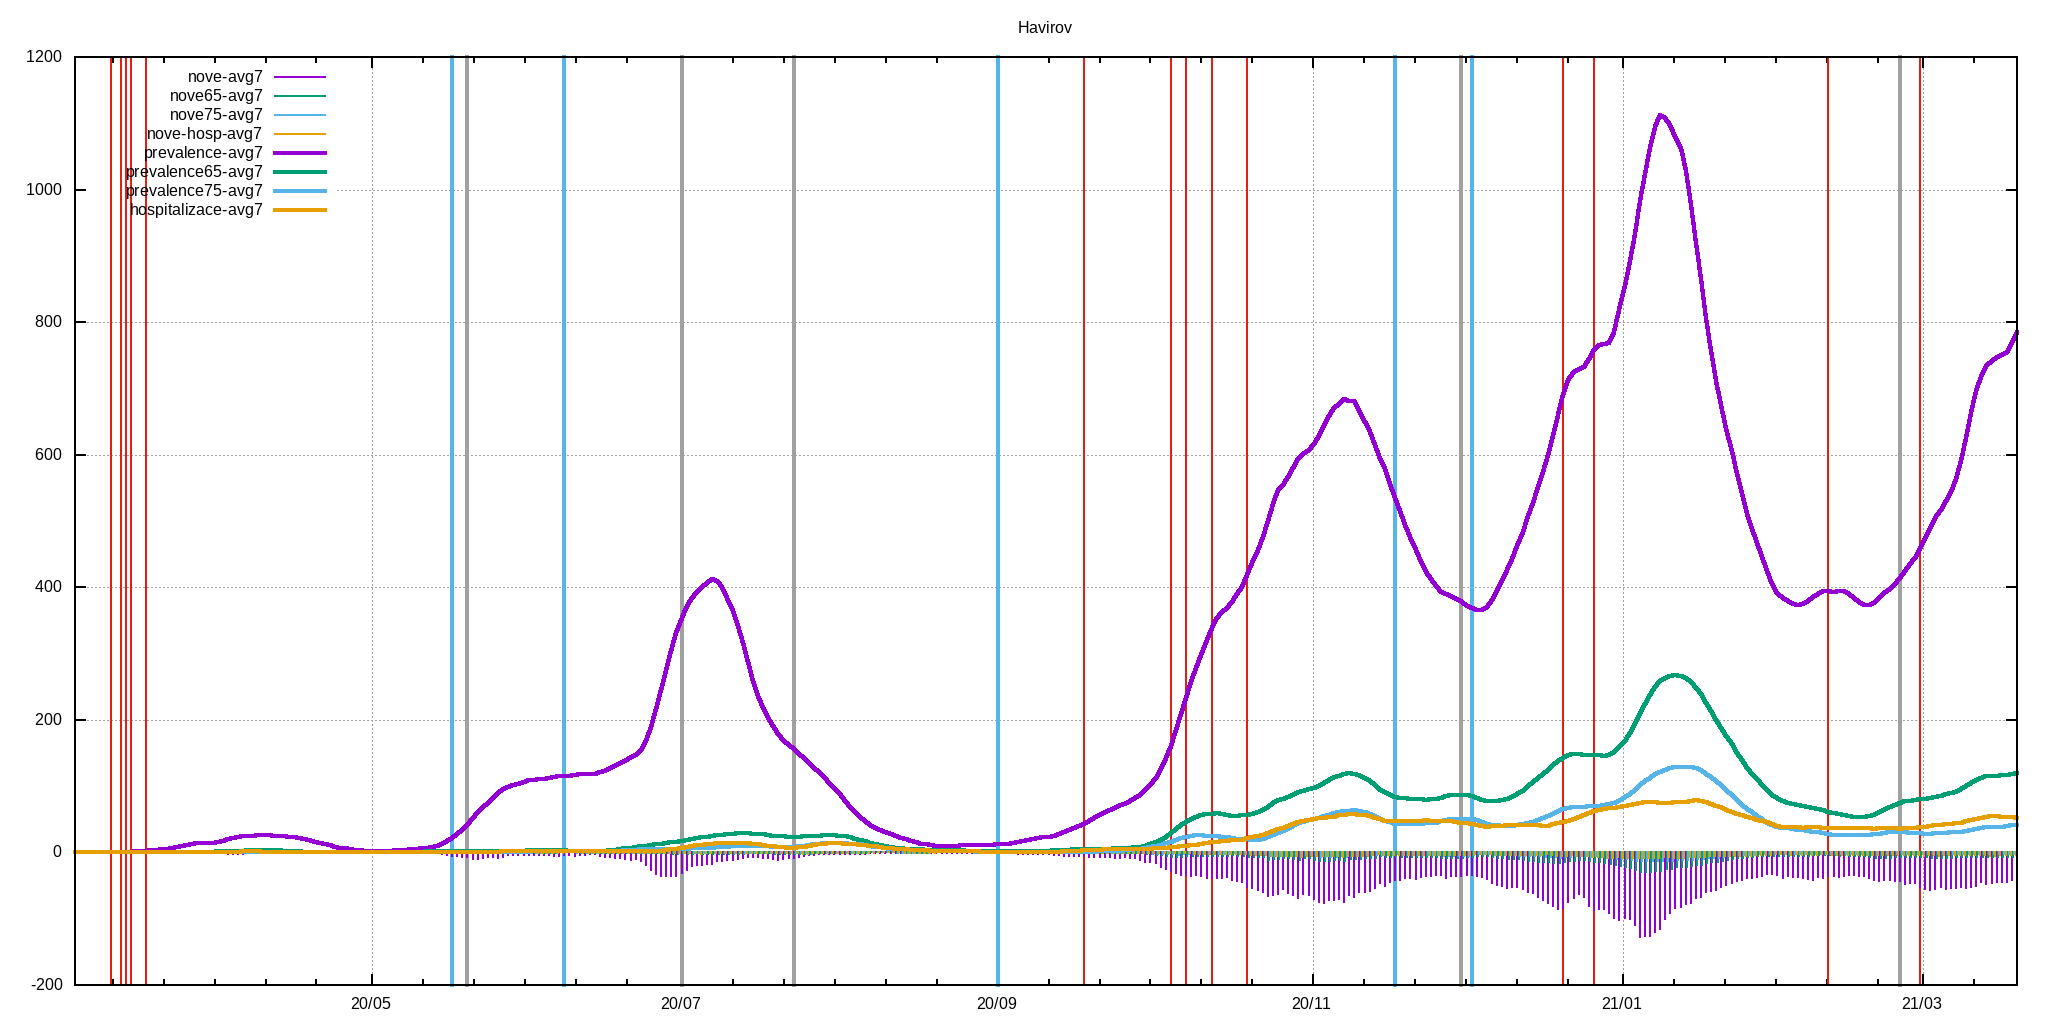 Havirov
1200
1000
800
600
400
200
0
-200
nove-avg7
nove65-avg7
nove75-avg7
nove-hosp-avg7
prevalence-avg7
prevalence65-avg7
prevalence75-avg7
hospitalizace-avg7
20/05
20/07
20/09
20/11
21/01
21/03